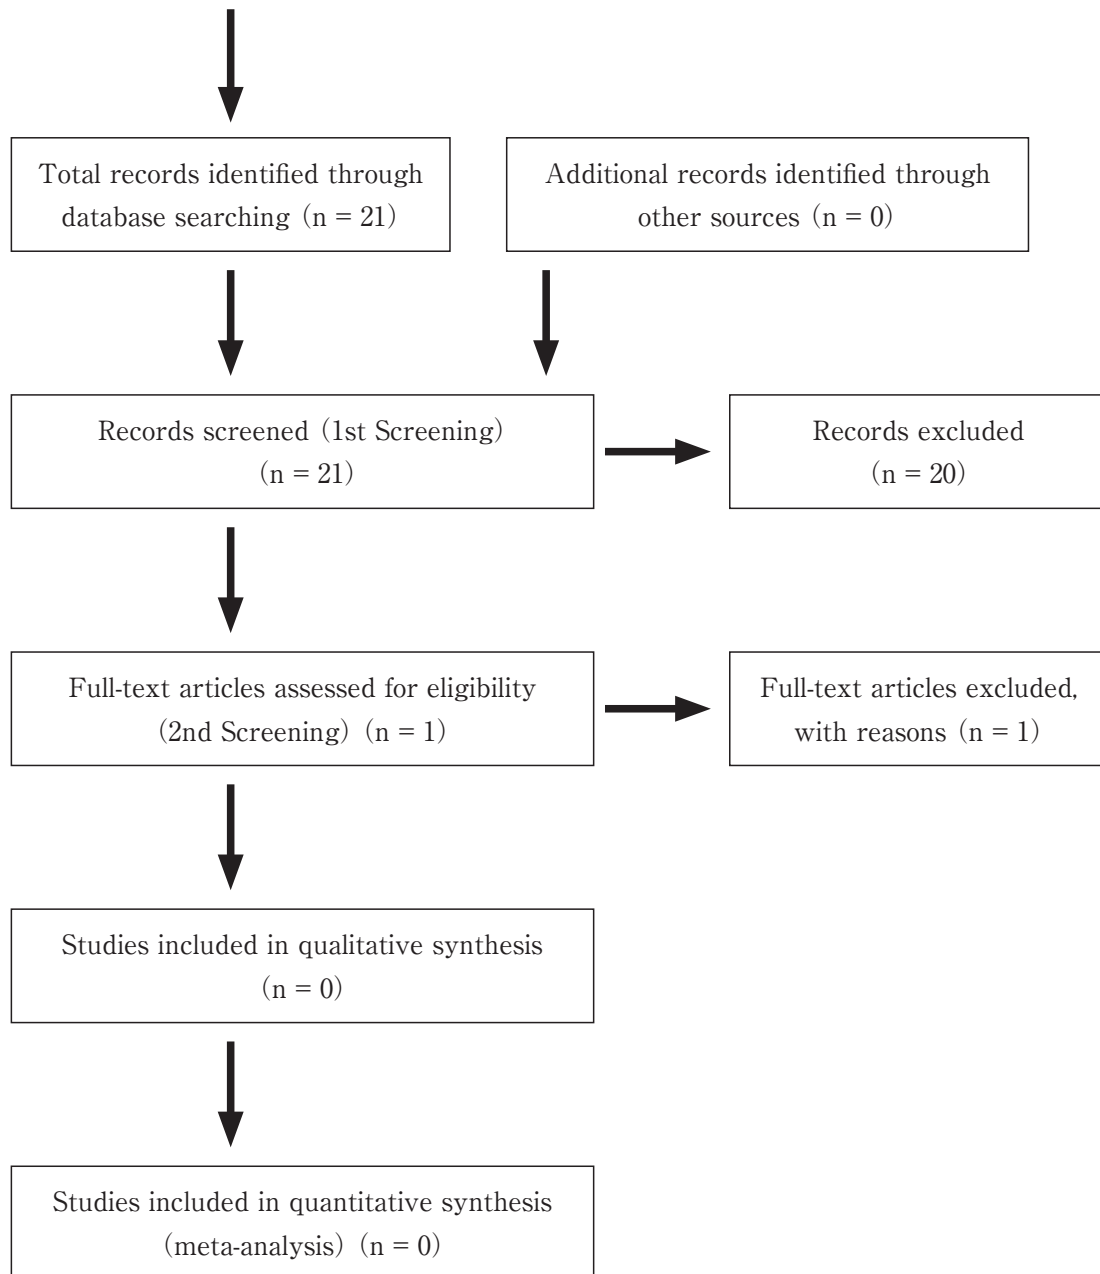 Total records identified through
database searching (n = 21)
Additional records identified through
other sources (n = 0)
Records screened (1st Screening)
(n = 21)
Records excluded
(n = 20)
Full-text articles assessed for eligibility
(2nd Screening) (n = 1)
Full-text articles excluded,
with reasons (n = 1)
Studies included in qualitative synthesis
(n = 0)
Studies included in quantitative synthesis
(meta-analysis) (n = 0)